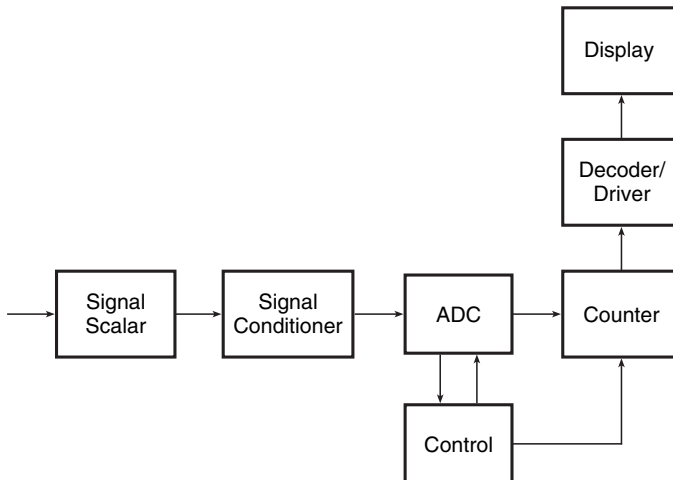 Display
Decoder/
Driver
Signal
Scalar
Signal
Conditioner
ADC
Counter
Control